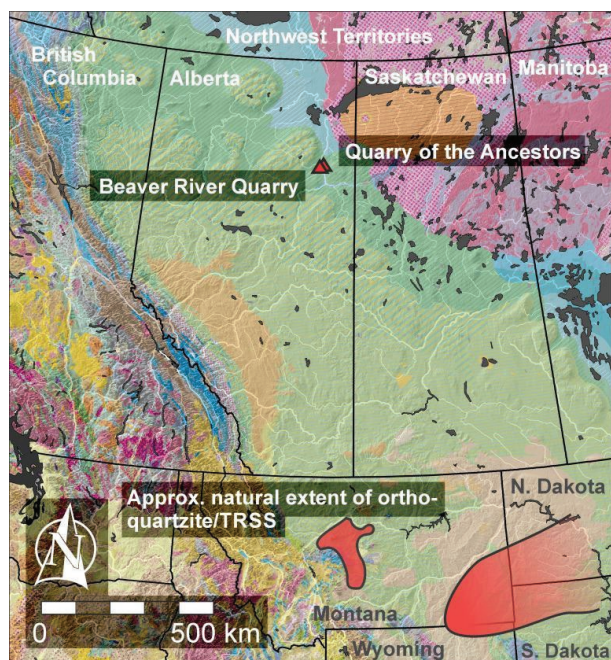 Northwest Territories
British
Columbia
Alberta
Saskatchewan
Manitoba
Quarry of the Ancestors
Beaver River Quarry
Approx. natural extent of ortho-
quartzite/TRSS
N. Dakota
N
Montana
0 500 km
Wyoming
S. Dakota